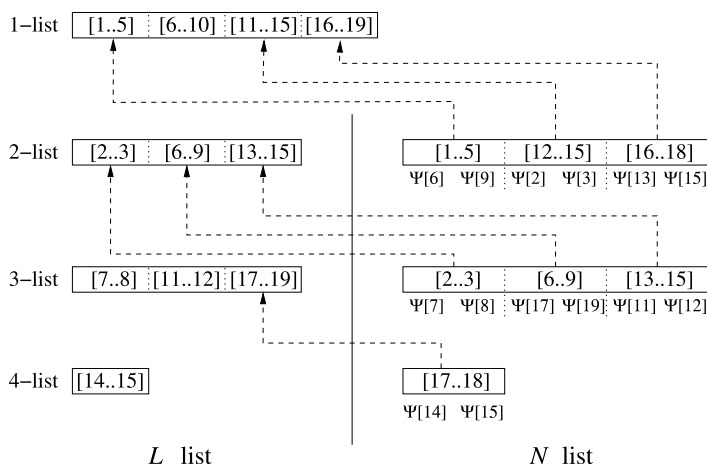 1−list [1..5] [6..10] [11..15] [16..19]
2−list [2..3] [6..9] [13..15] [1..5] [12..15] [16..18]
Ψ[6] Ψ[9] Ψ[2] Ψ[3] Ψ[13] Ψ[15]
3−list [7..8] [11..12] [17..19] [2..3] [6..9] [13..15]
Ψ[7] Ψ[8] Ψ[17] Ψ[19] Ψ[11] Ψ[12]
4−list [14..15] [17..18]
Ψ[14] Ψ[15]
L list N list